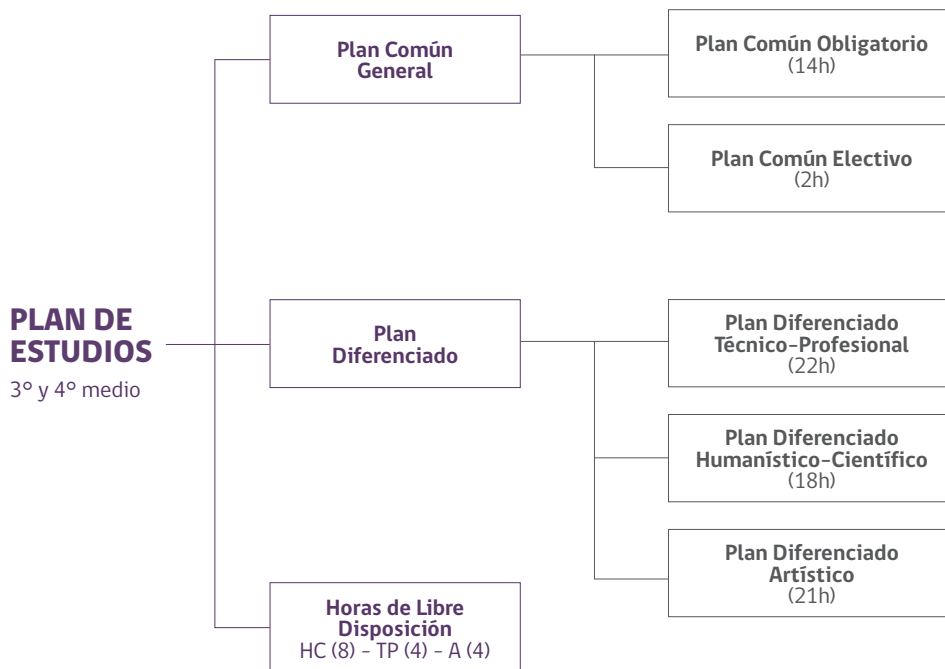 PLAN DE
ESTUDIOS
3° y 4° medio
Plan Común
General
Plan Común Obligatorio
(14h)
Plan Común Electivo
(2h)
Plan
Diferenciado
Plan Diferenciado
Técnico-Profesional
(22h)
Plan Diferenciado
Humanístico-Científico
(18h)
Plan Diferenciado
Artístico
(21h)
Horas de Libre
Disposición
HC (8) - TP (4) - A (4)